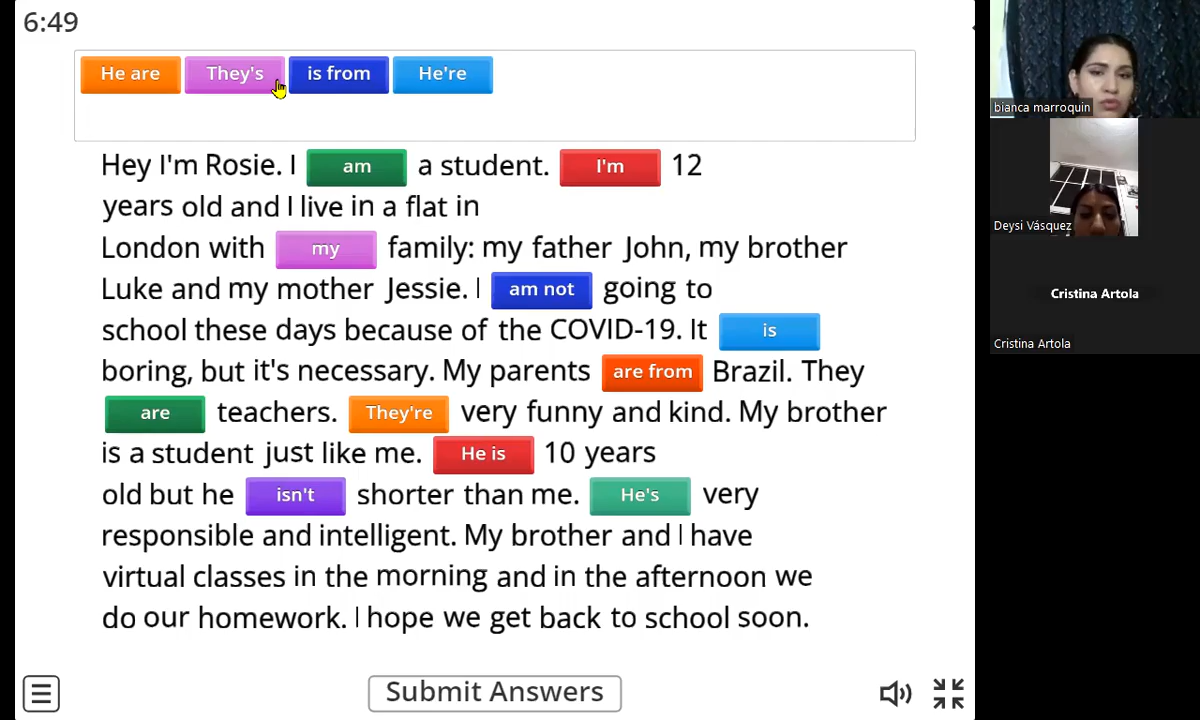 6:49
He are They's is from He're
Hey I'm Rosie. I am a student. I'm 12
years old and I live in a flat in
London with my family: my father John, my brother
Luke and my mother Jessie. I am not going to
school these days because of the COVID-19. It is
boring, but it's necessary. My parents are from Brazil. They
are teachers. They're very funny and kind. My brother
is a student just like me. He is 10 years
old but he isn't shorter than me. He's very
responsible and intelligent. My brother and I have
virtual classes in the morning and in the afternoon we
do our homework. I hope we get back to school soon.
Submit Answers
bianca marroquin
Deysi Vásquez
Cristina Artola
Cristina Artola